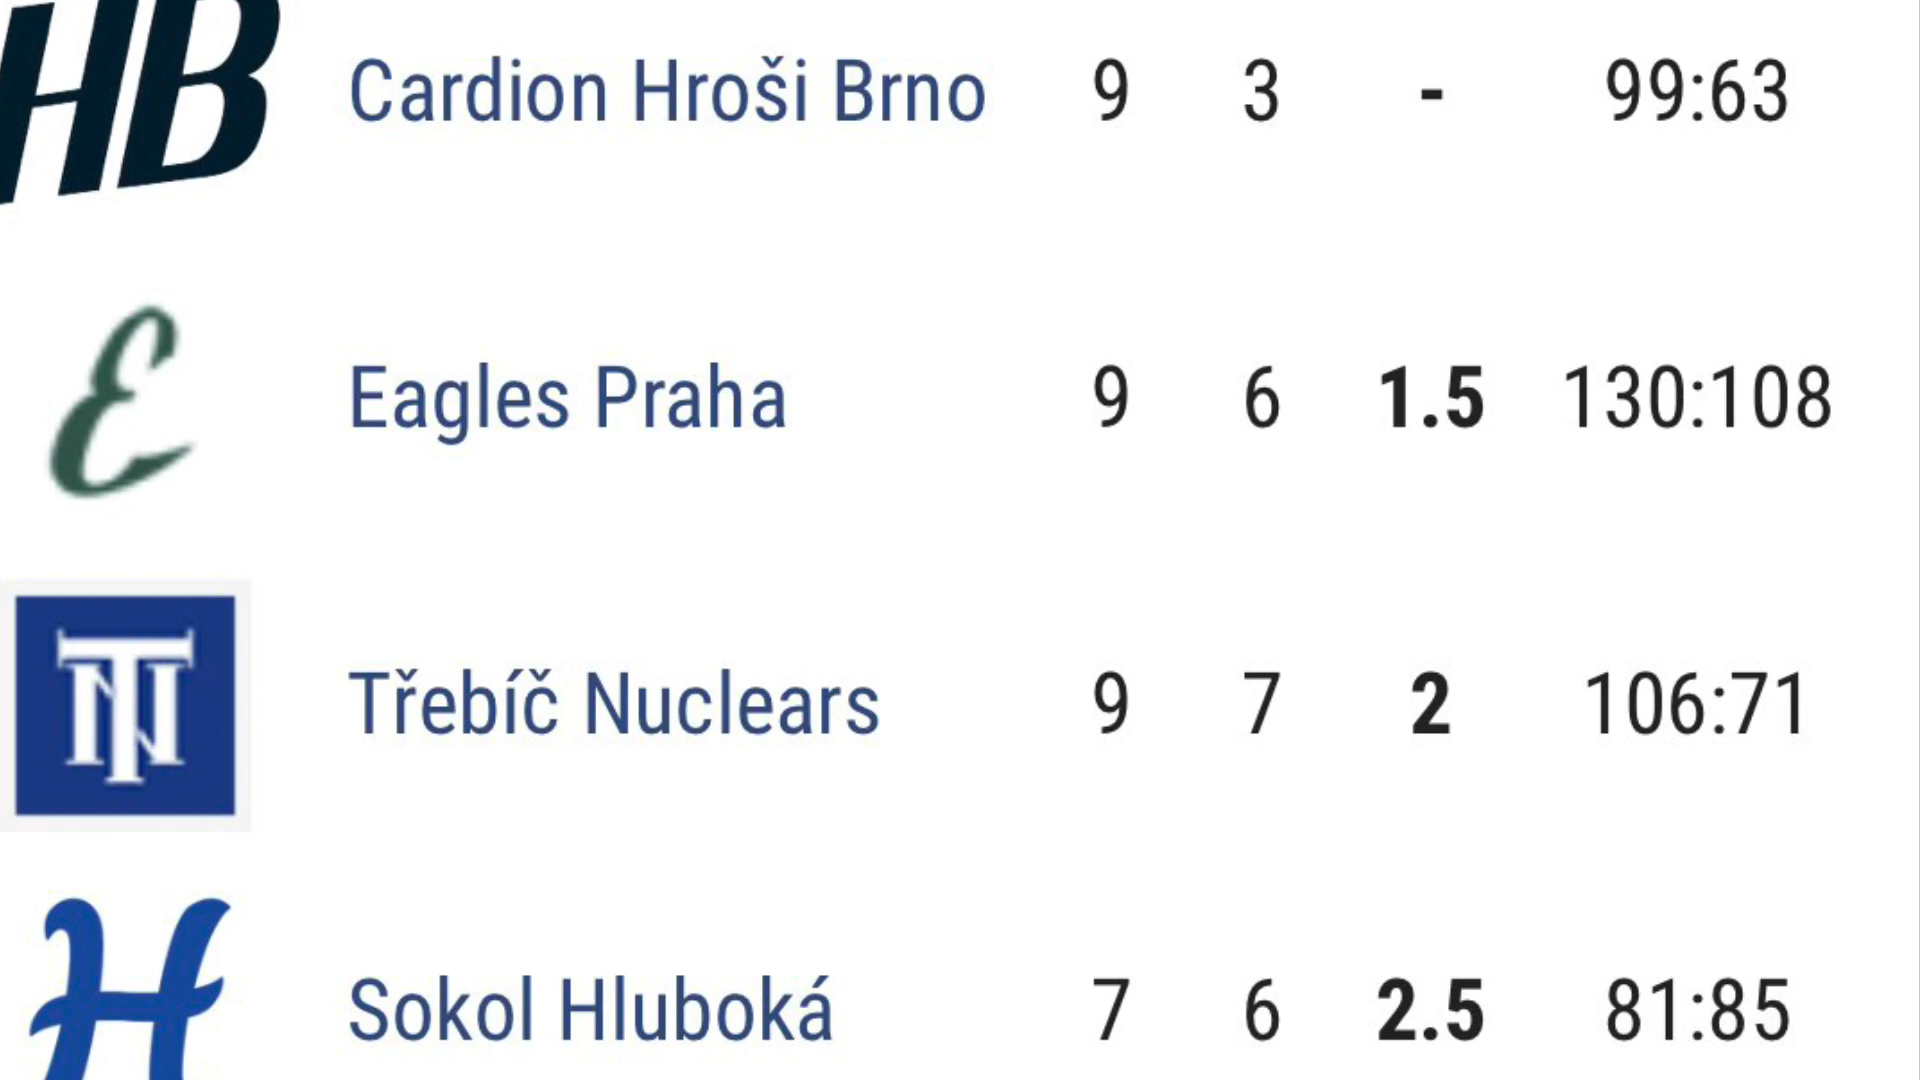 HB Cardion Hroši Brno 9 3 - 99:63
E Eagles Praha 9 6 1.5 130:108
TN Třebíč Nuclears 9 7 2 106:71
H Sokol Hluboká 7 6 2.5 81:85